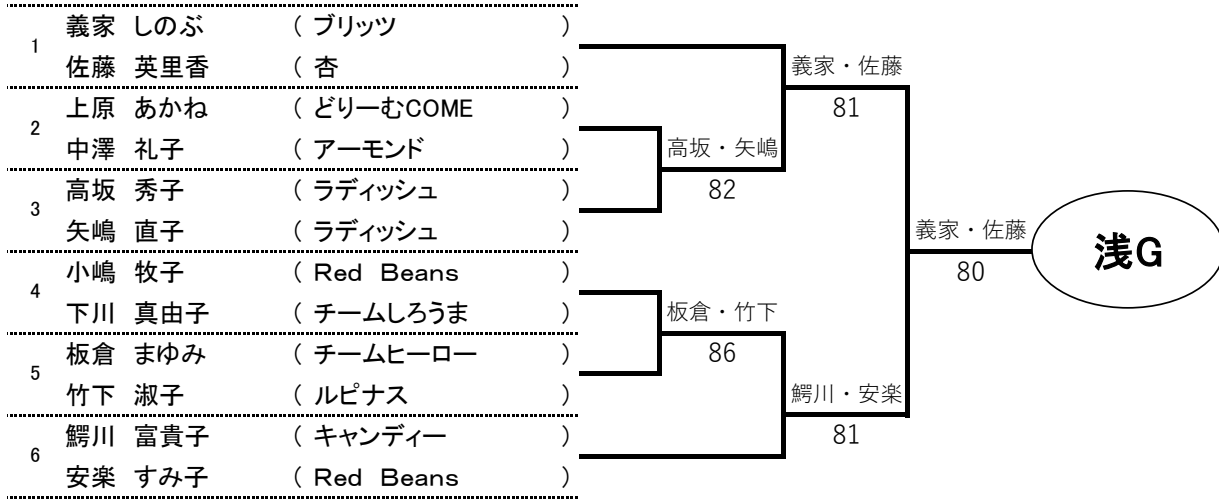 1
義家 しのぶ ( ブリッツ )
佐藤 英里香 ( 杏 )
2
上原 あかね ( どりーむCOME )
中澤 礼子 ( アーモンド )
3
高坂 秀子 ( ラディッシュ )
矢嶋 直子 ( ラディッシュ )
4
小嶋 牧子 ( Red Beans )
下川 真由子 ( チームしろうま )
5
板倉 まゆみ ( チームヒーロー )
竹下 淑子 ( ルピナス )
6
鰐川 富貴子 ( キャンディー )
安楽 すみ子 ( Red Beans )
高坂・矢嶋
82
板倉・竹下
86
義家・佐藤
81
鰐川・安楽
81
義家・佐藤
80
浅G